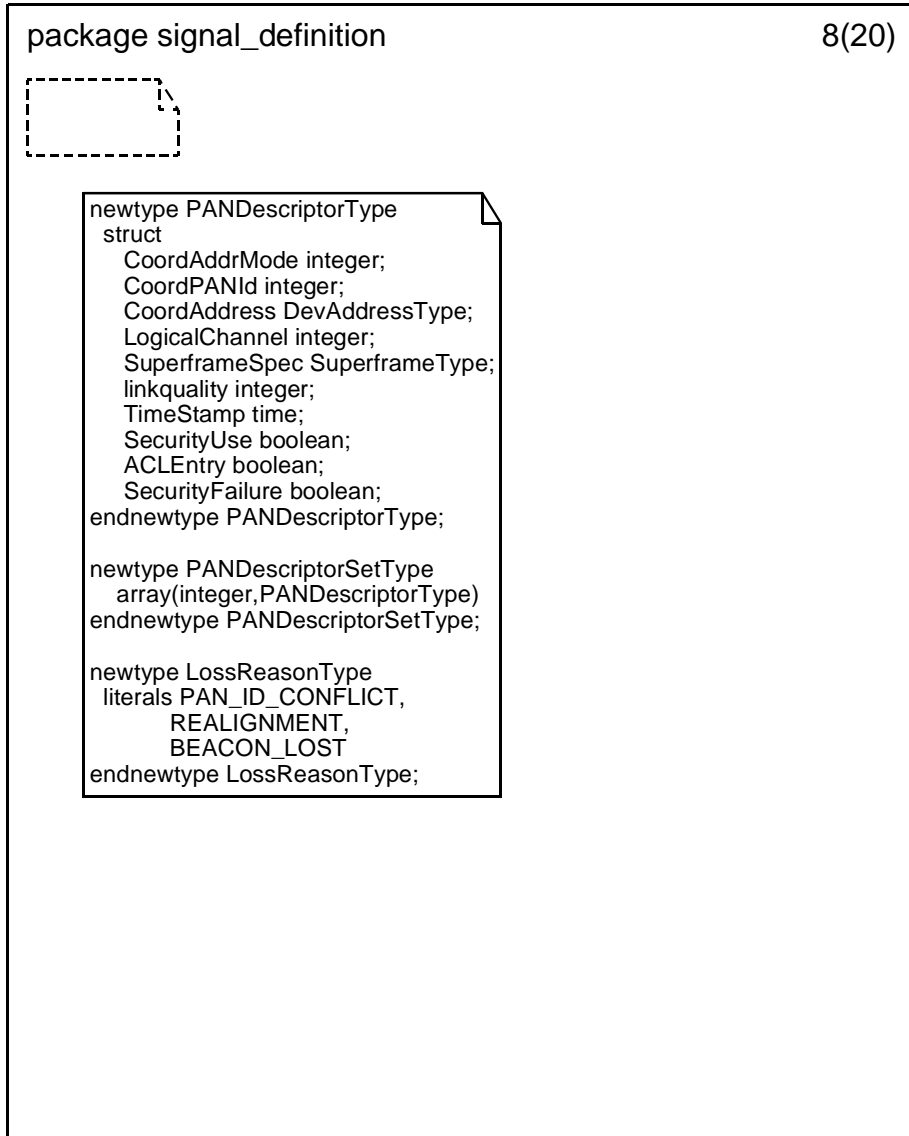 package signal_definition 8(20)
newtype PANDescriptorType
struct
CoordAddrMode integer;
CoordPANId integer;
CoordAddress DevAddressType;
LogicalChannel integer;
SuperframeSpec SuperframeType;
linkquality integer;
TimeStamp time;
SecurityUse boolean;
ACLEntry boolean;
SecurityFailure boolean;
endnewtype PANDescriptorType;
newtype PANDescriptorSetType
array(integer,PANDescriptorType)
endnewtype PANDescriptorSetType;
newtype LossReasonType
literals PAN_ID_CONFLICT,
REALIGNMENT,
BEACON_LOST
endnewtype LossReasonType;